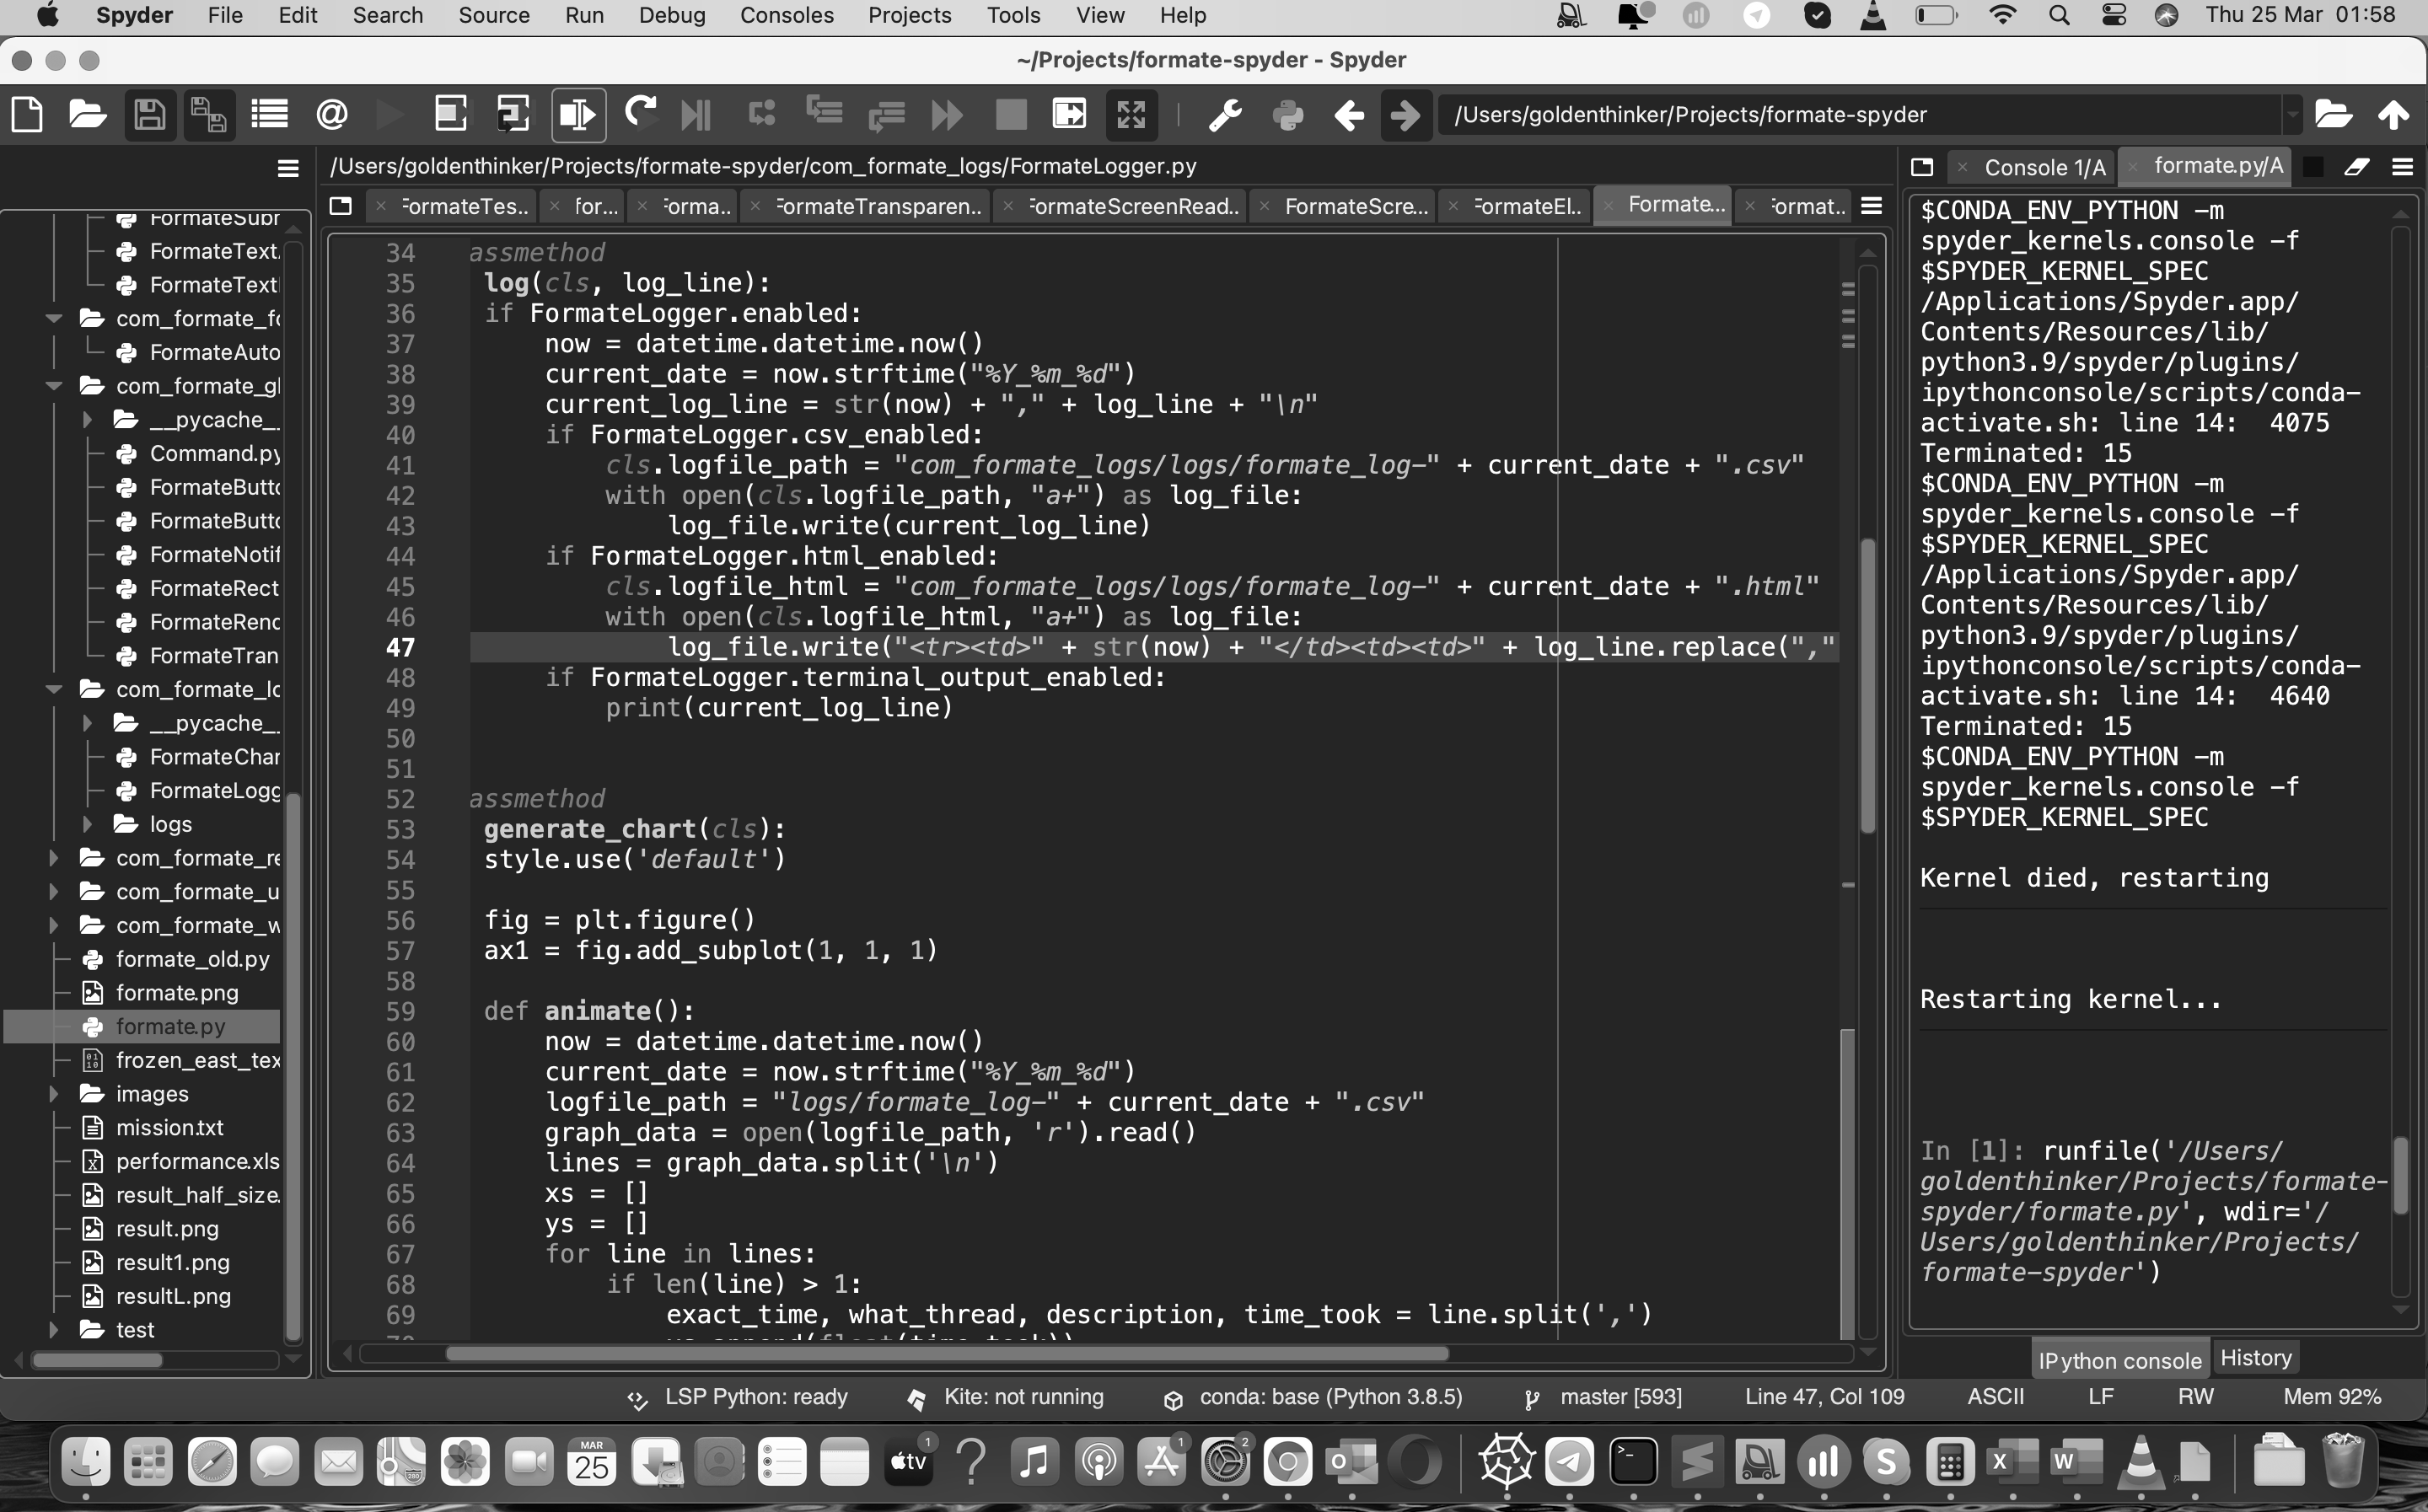 Spyder File Edit Search Source Run Debug Consoles Projects Tools View Help Thu 25 Mar 01:58
~/Projects/formate-spyder - Spyder
/Users/goldenthinker/Projects/formate-spyder
/Users/goldenthinker/Projects/formate-spyder/com_formate_logs/FormateLogger.py
FormateTes.. for... Forma.. FormateTransparen.. FormateScreenRead.. FormateScre... FormateEl.. Formate... Format..
Console 1/A formate.py/A
FormateSubr
FormateText
FormateText
com_formate_fo
FormateAuto
com_formate_gl
__pycache_
Command.py
FormateButto
FormateButto
FormateNotif
FormateRect
FormateRend
FormateTran
com_formate_lo
__pycache_
FormateChar
FormateLogg
logs
com_formate_re
com_formate_u
com_formate_w
formate_old.py
formate.png
formate.py
frozen_east_tex
images
mission.txt
performance.xls
result_half_size
result.png
result1.png
resultL.png
test
34 assmethod
35 log(cls, log_line):
36 if FormateLogger.enabled:
37 now = datetime.datetime.now()
38 current_date = now.strftime("%Y_%m_%d")
39 current_log_line = str(now) + "," + log_line + "\n"
40 if FormateLogger.csv_enabled:
41 cls.logfile_path = "com_formate_logs/logs/formate_log-" + current_date + ".csv"
42 with open(cls.logfile_path, "a+") as log_file:
43 log_file.write(current_log_line)
44 if FormateLogger.html_enabled:
45 cls.logfile_html = "com_formate_logs/logs/formate_log-" + current_date + ".html"
46 with open(cls.logfile_html, "a+") as log_file:
47 log_file.write("<tr><td>" + str(now) + "</td><td><td>" + log_line.replace(","
48 if FormateLogger.terminal_output_enabled:
49 print(current_log_line)
50
51
52 assmethod
53 generate_chart(cls):
54 style.use('default')
55
56 fig = plt.figure()
57 ax1 = fig.add_subplot(1, 1, 1)
58
59 def animate():
60 now = datetime.datetime.now()
61 current_date = now.strftime("%Y_%m_%d")
62 logfile_path = "logs/formate_log-" + current_date + ".csv"
63 graph_data = open(logfile_path, 'r').read()
64 lines = graph_data.split('\n')
65 xs = []
66 ys = []
67 for line in lines:
68 if len(line) > 1:
69 exact_time, what_thread, description, time_took = line.split(',')
$CONDA_ENV_PYTHON -m
spyder_kernels.console -f
$SPYDER_KERNEL_SPEC
/Applications/Spyder.app/
Contents/Resources/lib/
python3.9/spyder/plugins/
ipythonconsole/scripts/conda-
activate.sh: line 14: 4075
Terminated: 15
$CONDA_ENV_PYTHON -m
spyder_kernels.console -f
$SPYDER_KERNEL_SPEC
/Applications/Spyder.app/
Contents/Resources/lib/
python3.9/spyder/plugins/
ipythonconsole/scripts/conda-
activate.sh: line 14: 4640
Terminated: 15
$CONDA_ENV_PYTHON -m
spyder_kernels.console -f
$SPYDER_KERNEL_SPEC
Kernel died, restarting
Restarting kernel...
In [1]: runfile('/Users/
goldenthinker/Projects/formate-
spyder/formate.py', wdir='/
Users/goldenthinker/Projects/
formate-spyder')
IPython console History
LSP Python: ready Kite: not running conda: base (Python 3.8.5) master [593] Line 47, Col 109 ASCII LF RW Mem 92%
MAR
25
tv
1
1
2